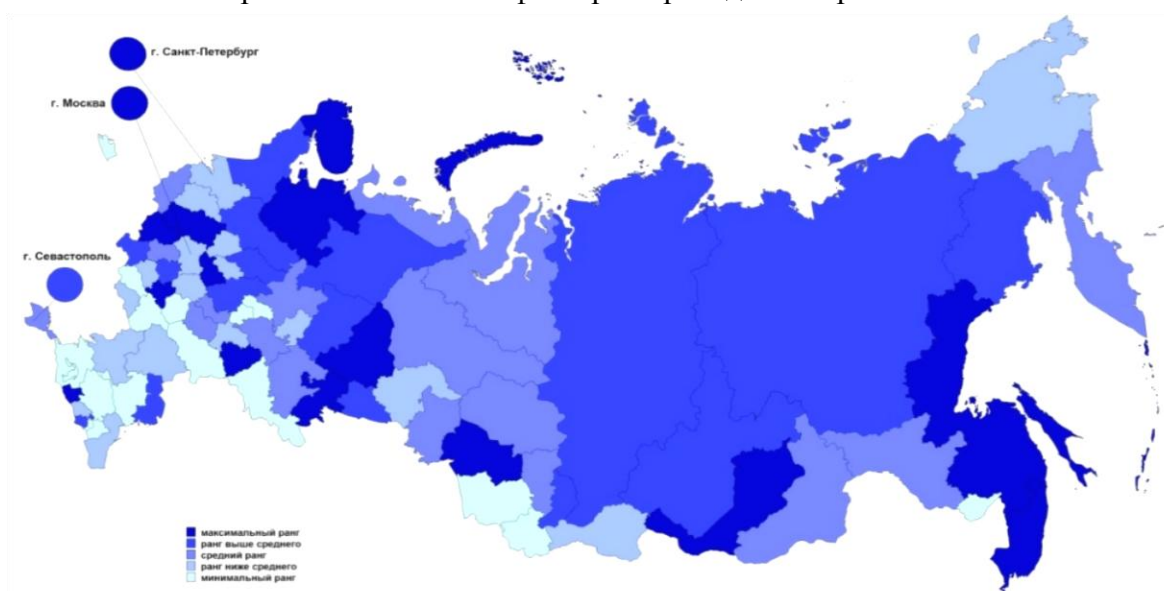 г. Санкт-Петербург
г. Москва
г. Севастополь
максимальный ранг
ранг выше среднего
средний ранг
ранг ниже среднего
минимальный ранг